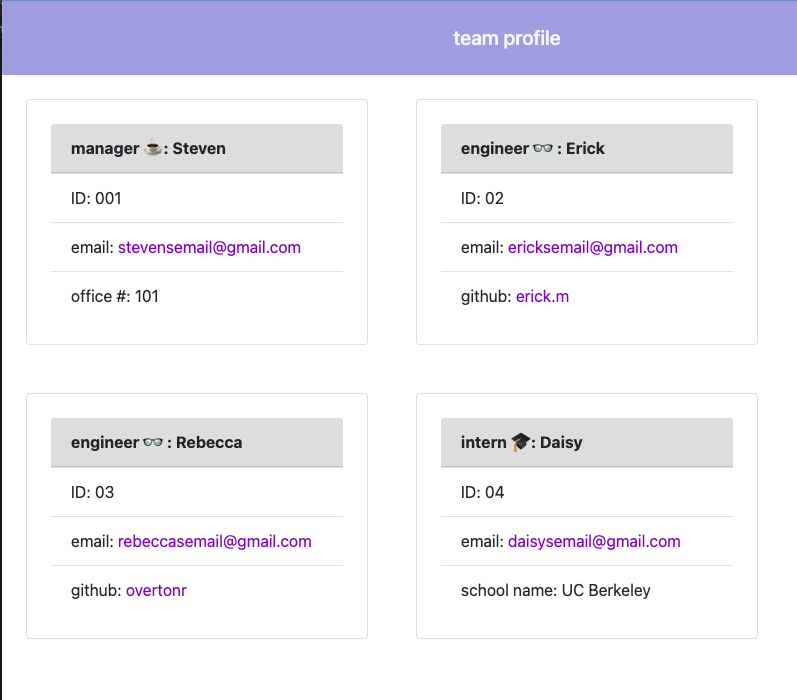 team profile
manager ☕: Steven
ID: 001
email: stevensemail@gmail.com
office #: 101
engineer 👓 : Erick
ID: 02
email: ericksemail@gmail.com
github: erick.m
engineer 👓 : Rebecca
ID: 03
email: rebeccasemail@gmail.com
github: overtonr
intern 🎓: Daisy
ID: 04
email: daisysemail@gmail.com
school name: UC Berkeley